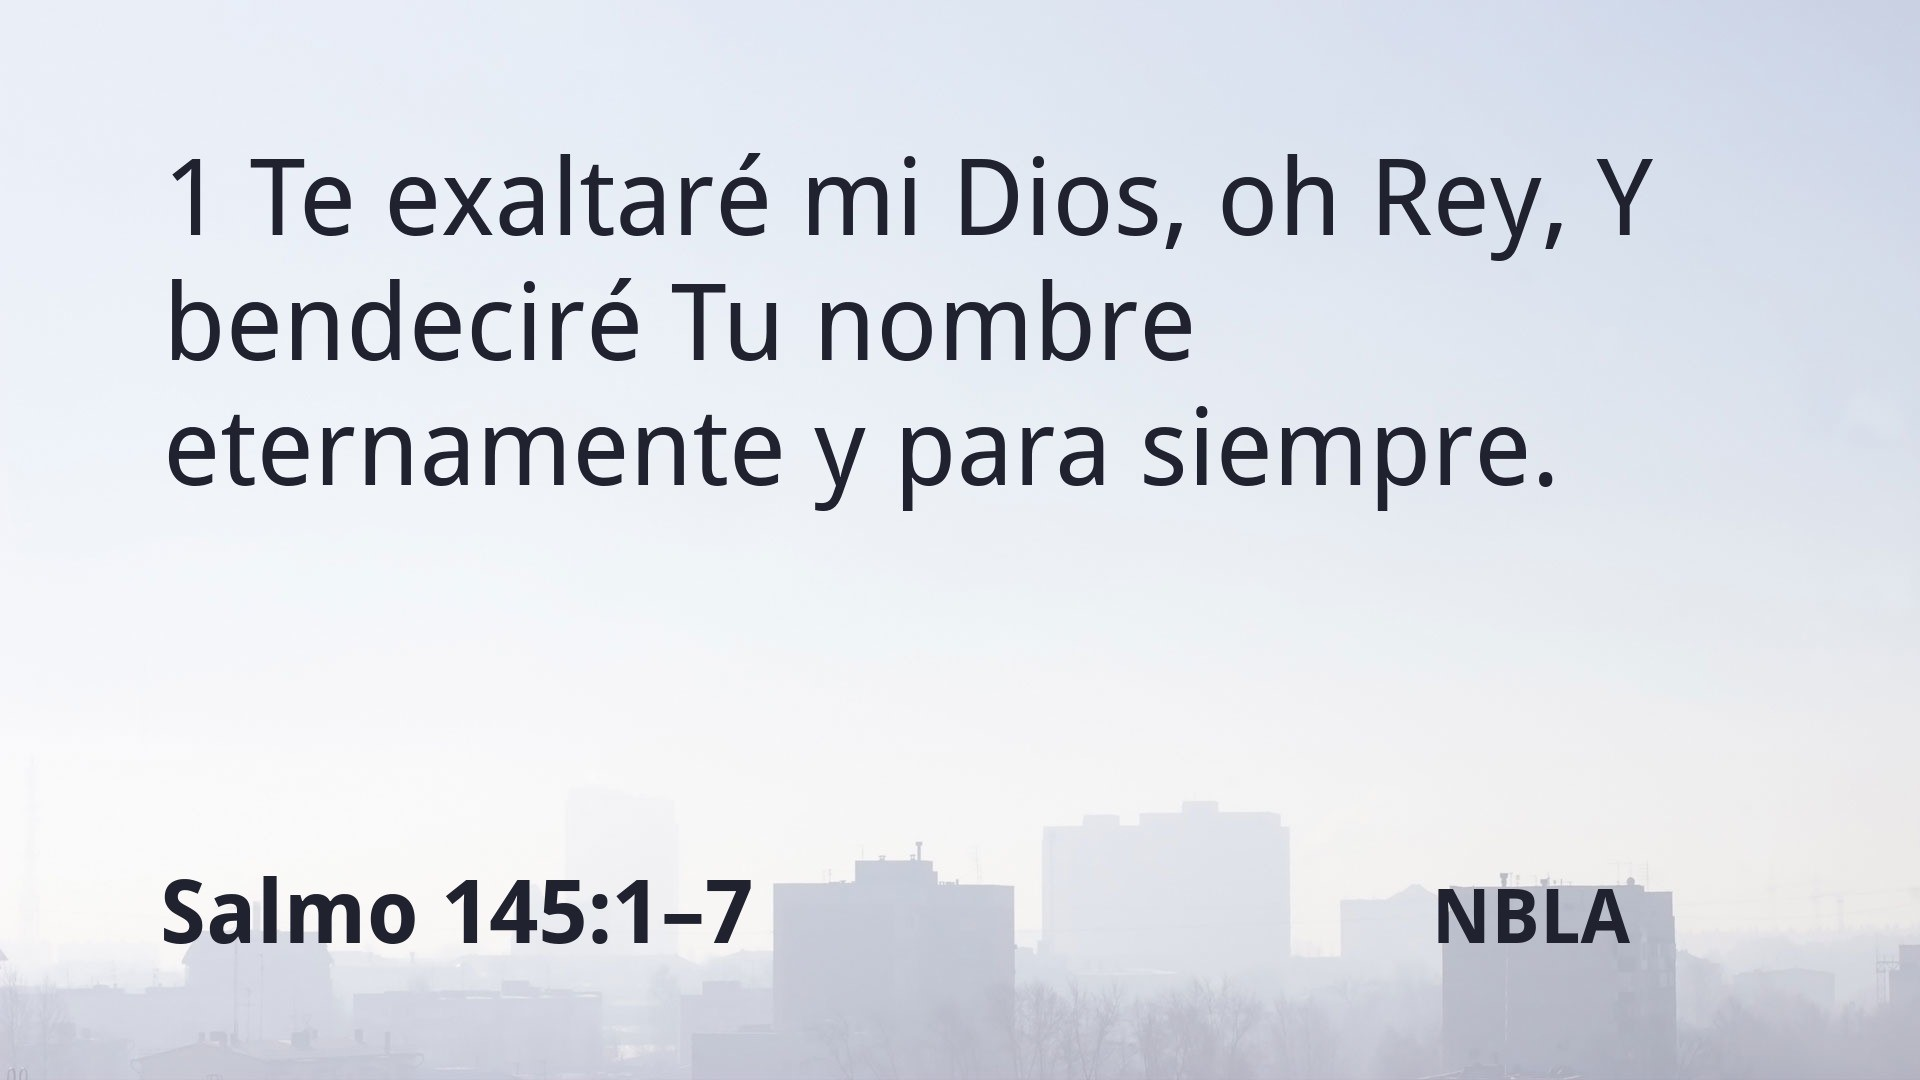 1 Te exaltaré mi Dios, oh Rey, Y
bendeciré Tu nombre
eternamente y para siempre.
Salmo 145:1–7
NBLA